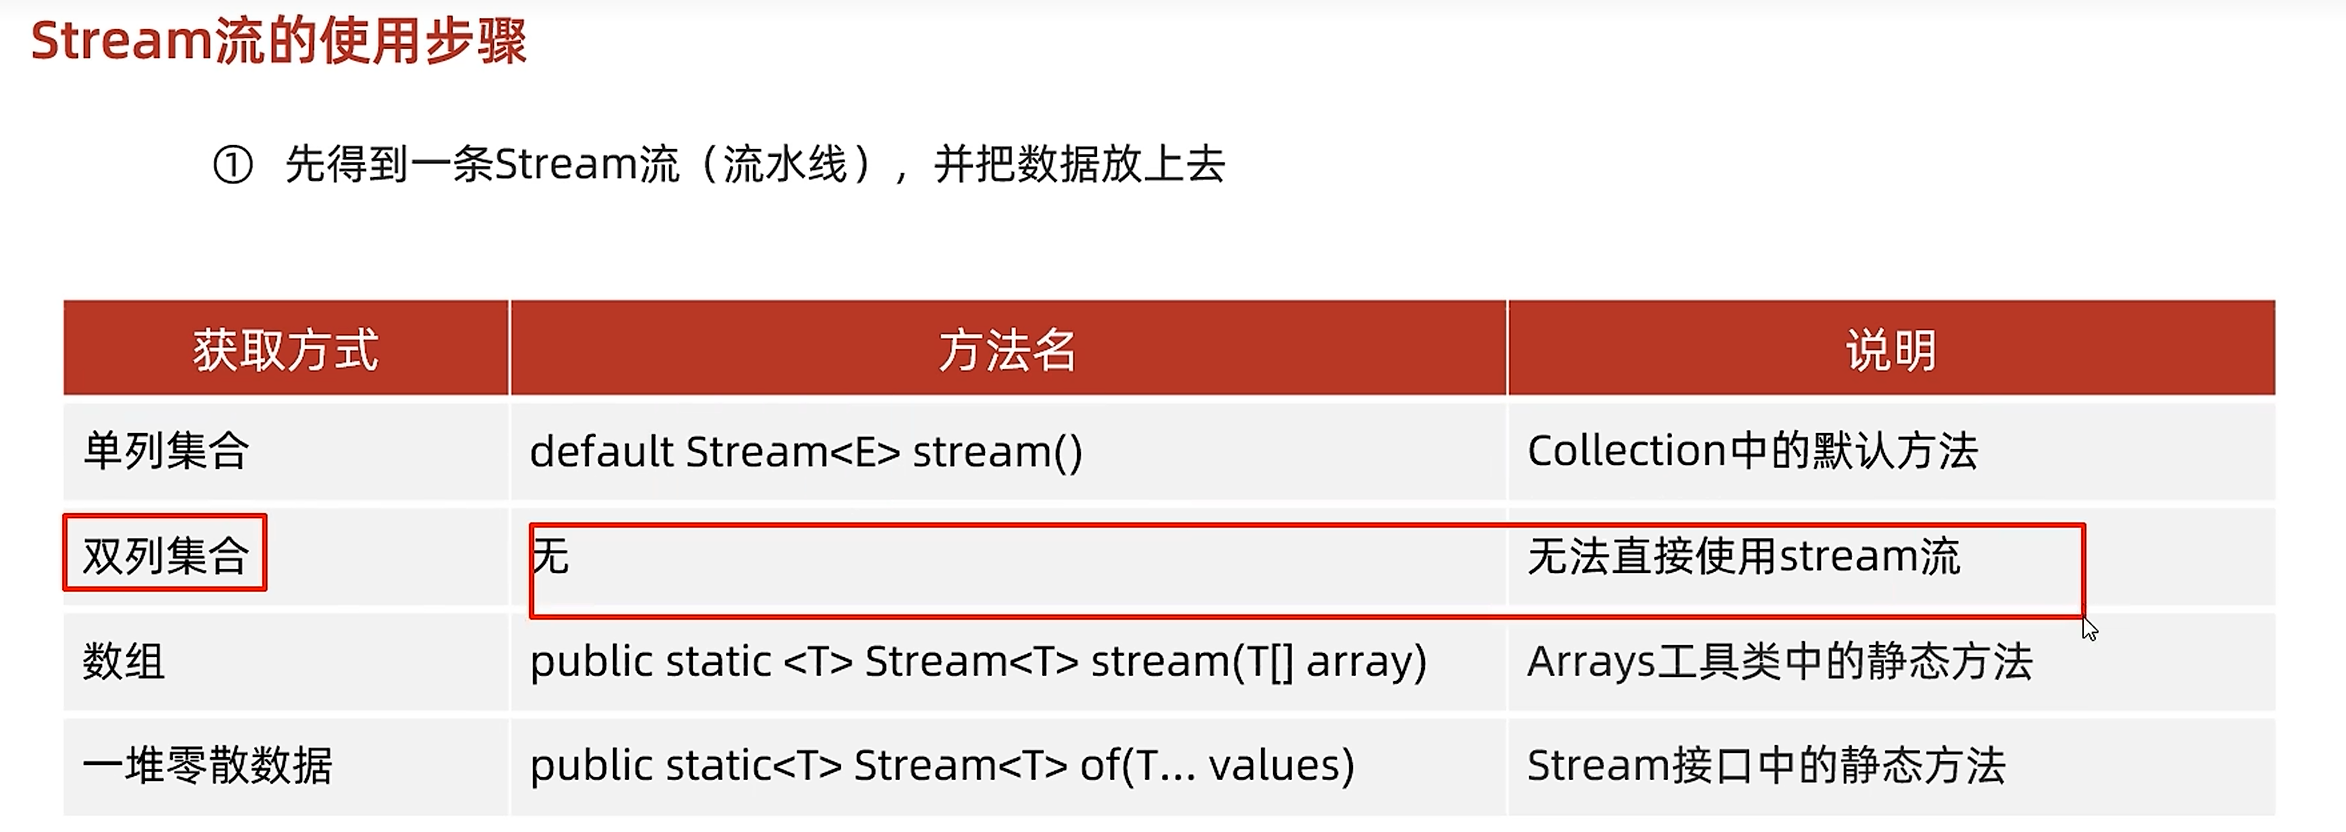 Stream流的使用步骤
① 先得到一条Stream流（流水线），并把数据放上去
获取方式 方法名 说明
单列集合 default Stream<E> stream() Collection中的默认方法
双列集合 无 无法直接使用stream流
数组 public static <T> Stream<T> stream(T[] array) Arrays工具类中的静态方法
一堆零散数据 public static<T> Stream<T> of(T... values) Stream接口中的静态方法